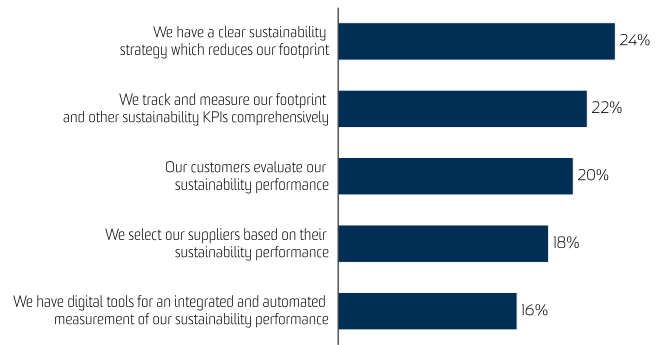 We have a clear sustainability
strategy which reduces our footprint
24%
We track and measure our footprint
and other sustainability KPIs comprehensively
22%
Our customers evaluate our
sustainability performance
20%
We select our suppliers based on their
sustainability performance
18%
We have digital tools for an integrated and automated
measurement of our sustainability performance
16%